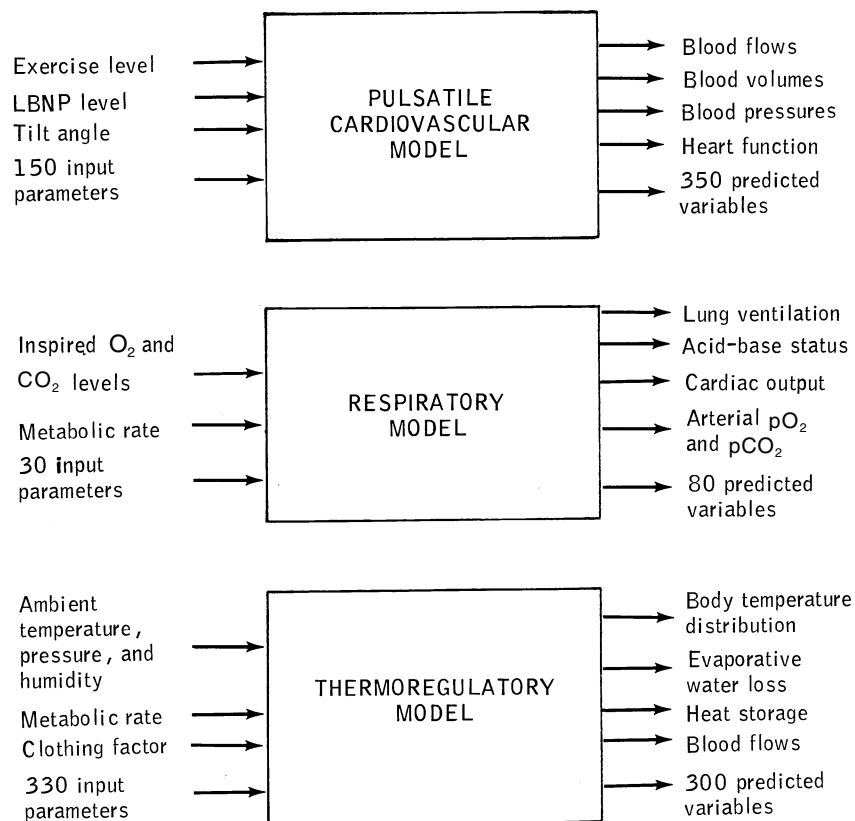 Exercise level
LBNP level
Tilt angle
150 input
parameters
PULSATILE
CARDIOVASCULAR
MODEL
Blood flows
Blood volumes
Blood pressures
Heart function
350 predicted
variables
Inspired O₂ and
CO₂ levels
Metabolic rate
30 input
parameters
RESPIRATORY
MODEL
Lung ventilation
Acid-base status
Cardiac output
Arterial pO₂
and pCO₂
80 predicted
variables
Ambient
temperature,
pressure, and
humidity
Metabolic rate
Clothing factor
330 input
parameters
THERMOREGULATORY
MODEL
Body temperature
distribution
Evaporative
water loss
Heat storage
Blood flows
300 predicted
variables